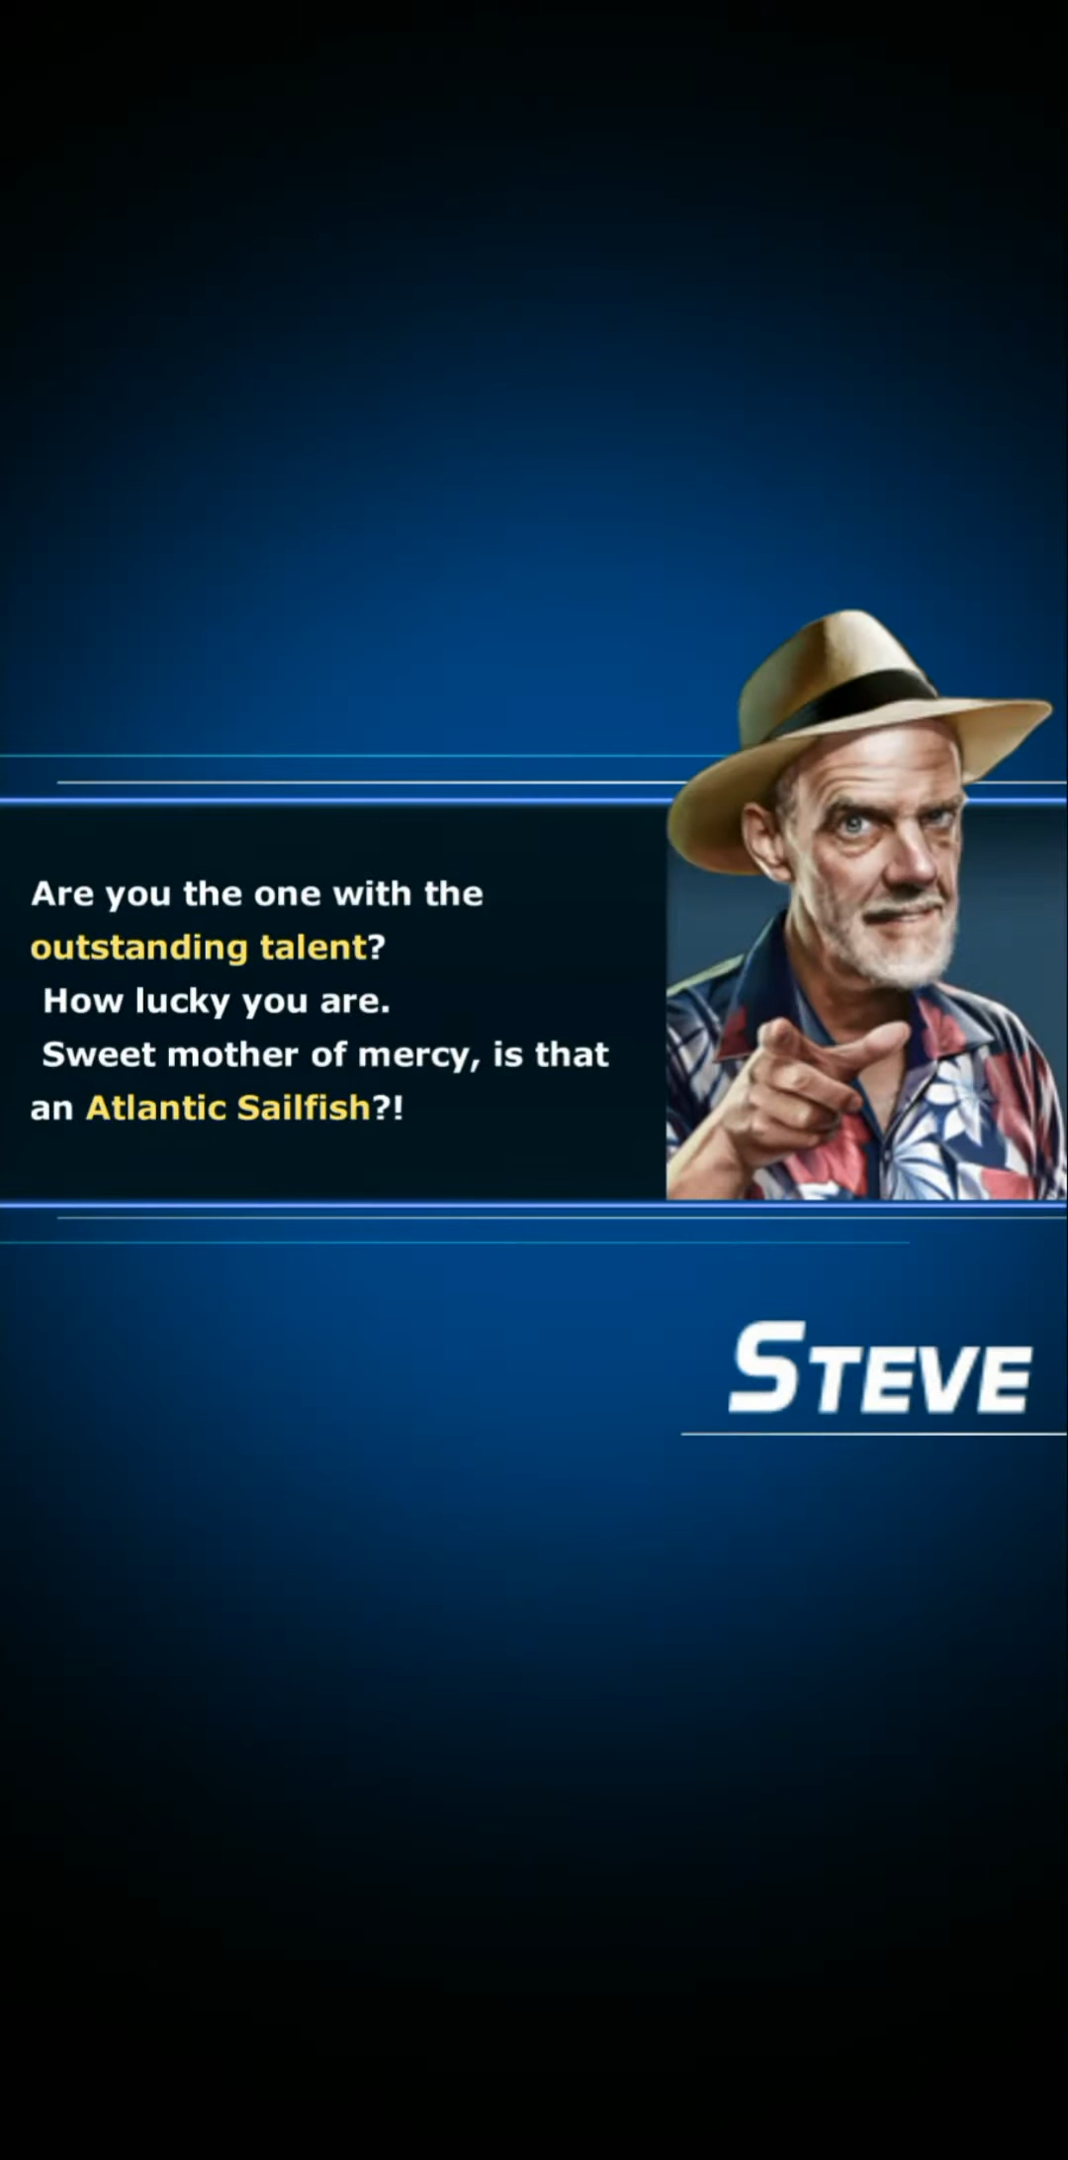 Are you the one with the
outstanding talent?
How lucky you are.
Sweet mother of mercy, is that
an Atlantic Sailfish?!
STEVE